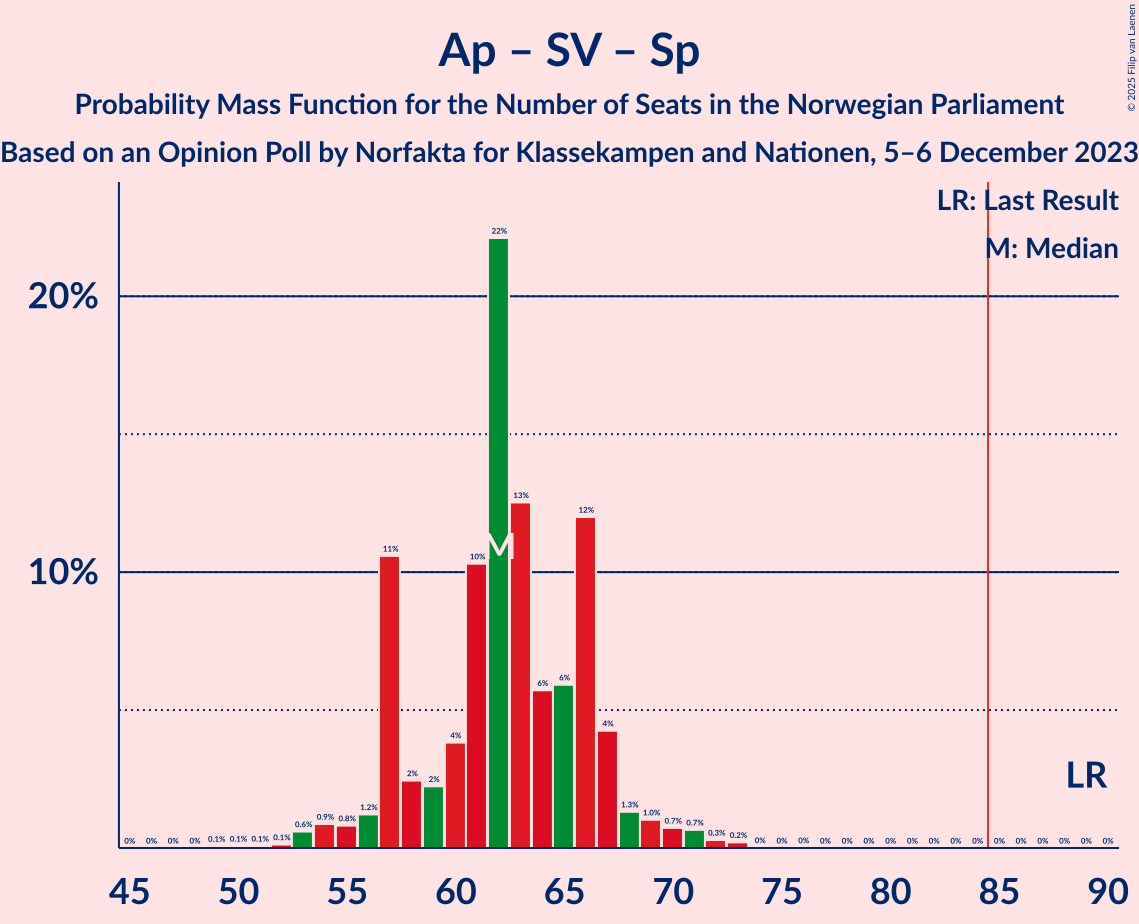 Ap – SV – Sp
Probability Mass Function for the Number of Seats in the Norwegian Parliament
Based on an Opinion Poll by Norfakta for Klassekampen and Nationen, 5–6 December 2023
© 2025 Filip van Laenen
LR: Last Result
M: Median
20%
10%
0% 0% 0% 0% 0.1% 0.1% 0.1% 0.1% 0.6% 0.9% 0.8% 1.2% 11% 2% 2% 4% 10% 22% 13% 6% 6% 12% 4% 1.3% 1.0% 0.7% 0.7% 0.3% 0.2% 0% 0% 0% 0% 0% 0% 0% 0% 0% 0% 0% 0% 0% 0% 0% 0% 0%
M
LR
45 50 55 60 65 70 75 80 85 90